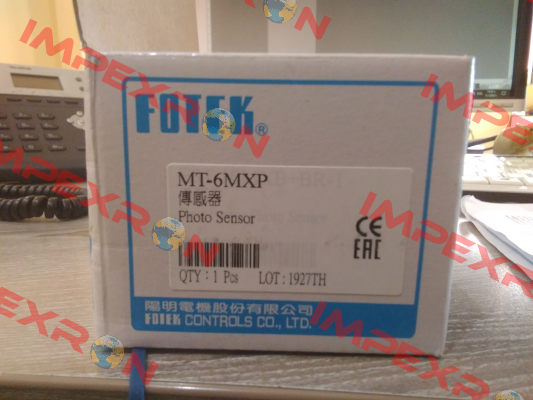 FOTEK®
MT-6MXP
傳感器
Photo Sensor
CE
EAC
QTY：1 Pcs LOT：1927TH
陽明電機股份有限公司
FOTEK CONTROLS CO., LTD.
IMPEXRON
IMPEXRON
IMPEXRON
IMPEXRON
IMPEXRON